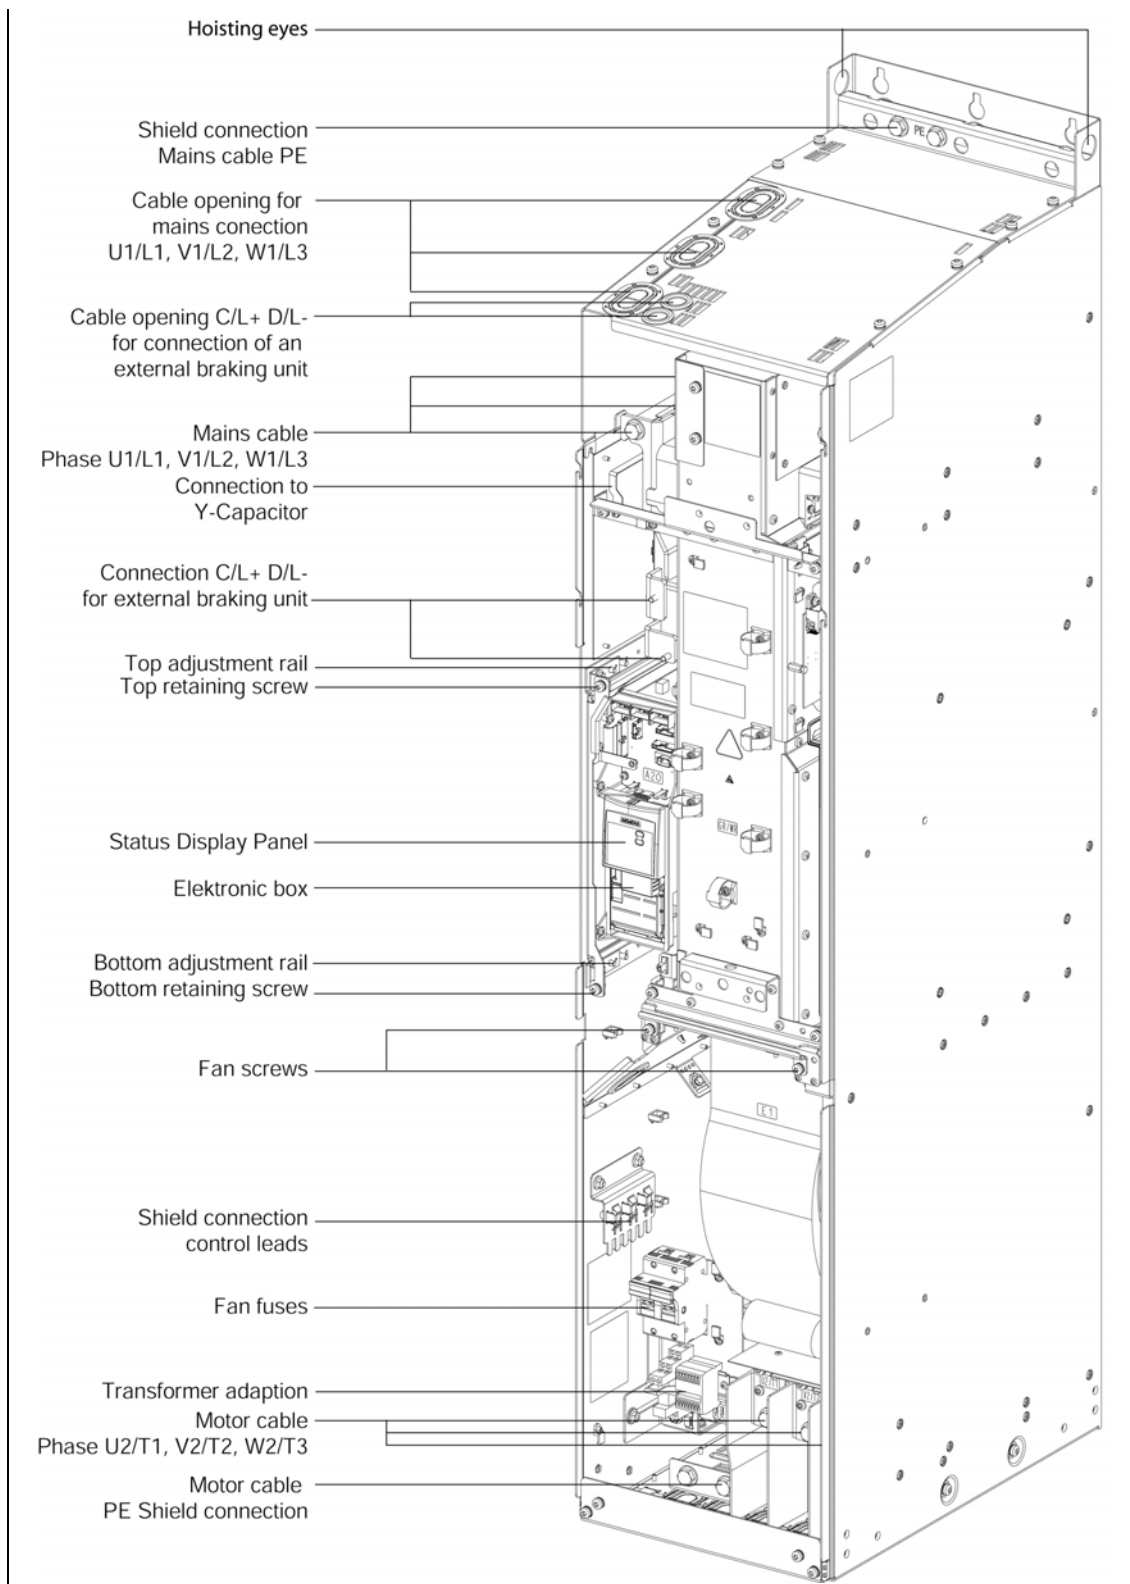 Hoisting eyes
Shield connection
Mains cable PE
PE
Cable opening for
mains conection
U1/L1, V1/L2, W1/L3
Cable opening C/L+ D/L-
for connection of an
external braking unit
Mains cable
Phase U1/L1, V1/L2, W1/L3
Connection to
Y-Capacitor
Connection C/L+ D/L-
for external braking unit
Top adjustment rail
Top retaining screw
A20
SIEMENS
GR/WR
Status Display Panel
Elektronic box
Bottom adjustment rail
Bottom retaining screw
Fan screws
E1
Shield connection
control leads
Fan fuses
Transformer adaption
Motor cable
Phase U2/T1, V2/T2, W2/T3
Motor cable
PE Shield connection